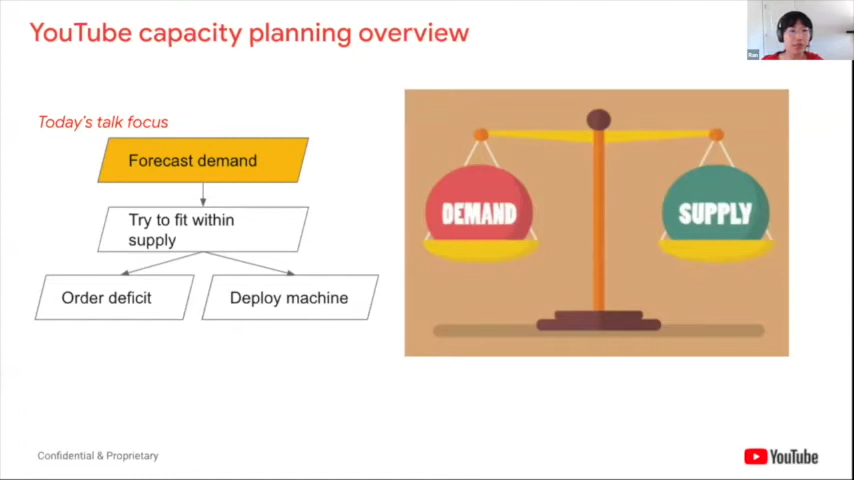 YouTube capacity planning overview
Today's talk focus
Forecast demand
Try to fit within
supply
Order deficit
Deploy machine
DEMAND
SUPPLY
Confidential & Proprietary
YouTube